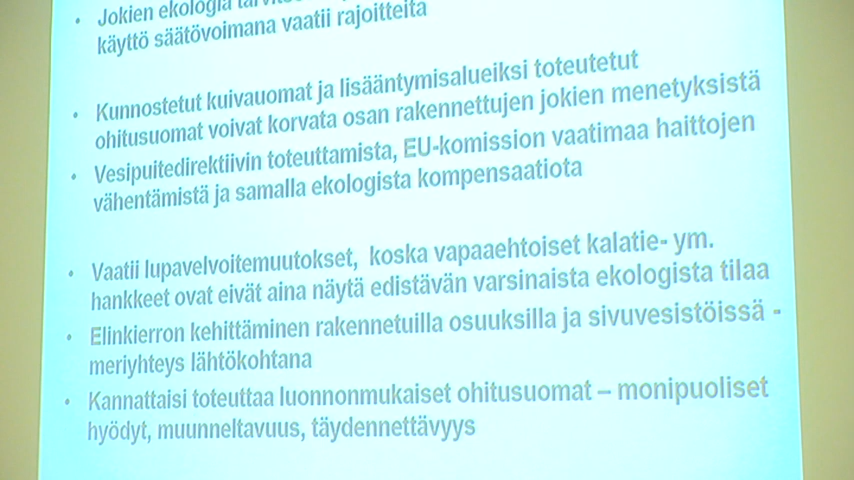 • Jokien ekologia
käyttö säätövoimana vaatii rajoitteita
• Kunnostetut kuivauomat ja lisääntymisalueiksi toteutetut
ohitusuomat voivat korvata osan rakennettujen jokien menetyksistä
• Vesipuitedirektiivin toteuttamista, EU-komission vaatimaa haittojen
vähentämistä ja samalla ekologista kompensaatiota
• Vaatii lupavelvoitemuutokset, koska vapaaehtoiset kalatie- ym.
hankkeet ovat eivät aina näytä edistävän varsinaista ekologista tilaa
• Elinkierron kehittäminen rakennetuilla osuuksilla ja sivuvesistöissä -
meriyhteys lähtökohtana
• Kannattaisi toteuttaa luonnonmukaiset ohitusuomat – monipuoliset
hyödyt, muunneltavuus, täydennettävyys